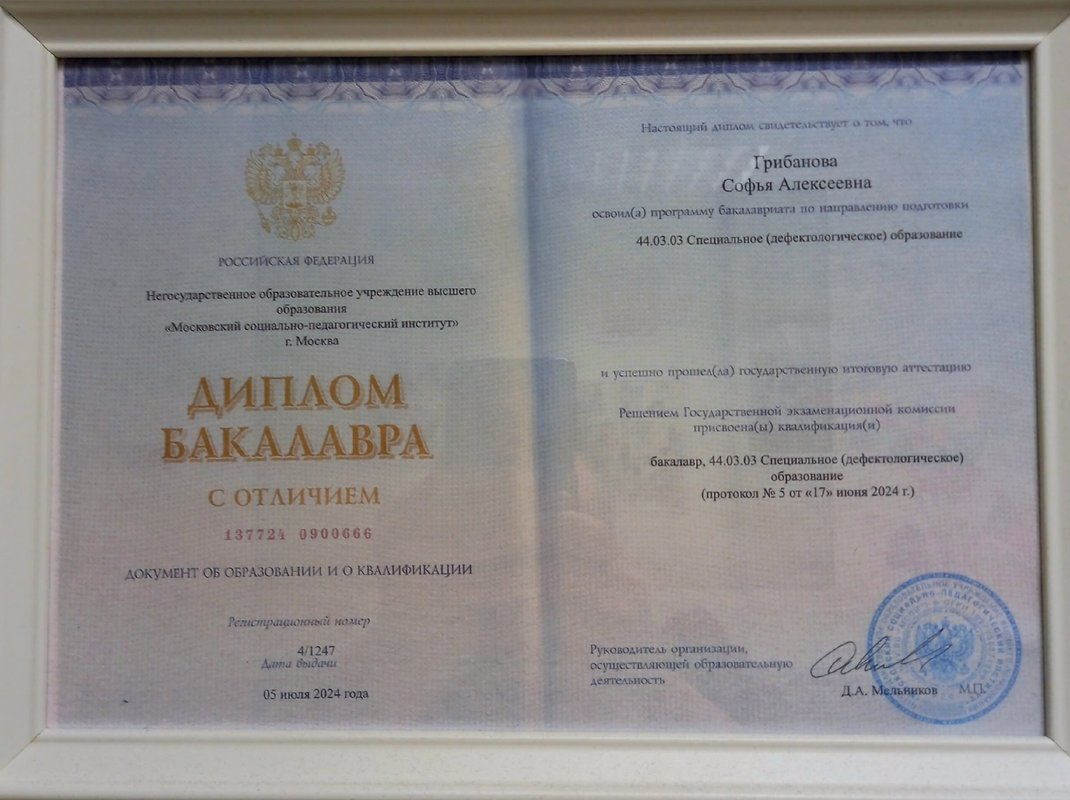 РОССИЙСКАЯ ФЕДЕРАЦИЯ
Негосударственное образовательное учреждение высшего
образования
«Московский социально-педагогический институт»
г. Москва
ДИПЛОМ
БАКАЛАВРА
С ОТЛИЧИЕМ
137724 0900666
ДОКУМЕНТ ОБ ОБРАЗОВАНИИ И О КВАЛИФИКАЦИИ
Регистрационный номер
4/1247
Дата выдачи
05 июля 2024 года
Настоящий диплом свидетельствует о том, что
Грибанова
Софья Алексеевна
освоил(а) программу бакалавриата по направлению подготовки
44.03.03 Специальное (дефектологическое) образование
и успешно прошел(ла) государственную итоговую аттестацию
Решением Государственной экзаменационной комиссии
присвоена(ы) квалификация(и)
бакалавр, 44.03.03 Специальное (дефектологическое)
образование
(протокол № 5 от «17» июня 2024 г.)
Руководитель организации,
осуществляющей образовательную
деятельность
Д.А. Мельников М.П.